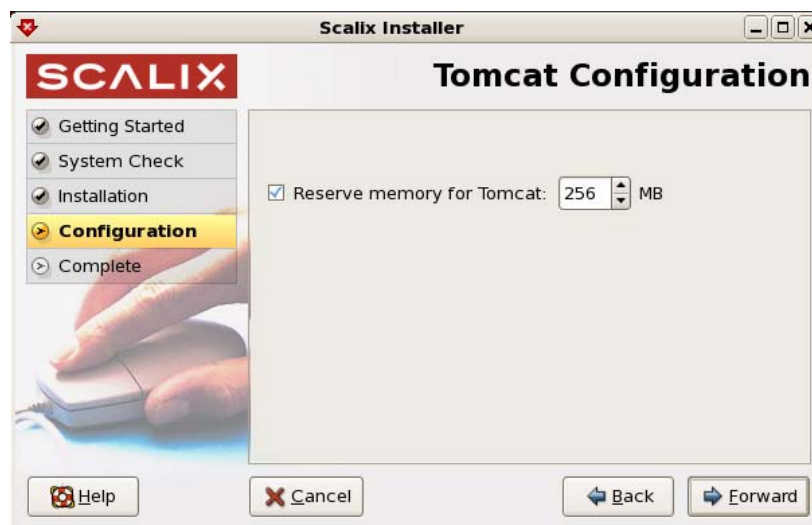 Scalix Installer
SCALIX
Tomcat Configuration
Getting Started
System Check
Installation
Configuration
Complete
Reserve memory for Tomcat: 256 MB
Help
Cancel
Back
Forward